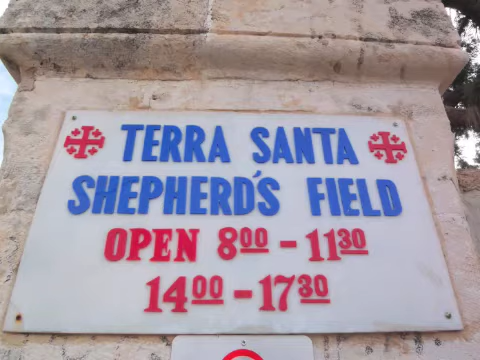 TERRA SANTA
SHEPHERD'S FIELD
OPEN 800 - 1130
1400 - 1730